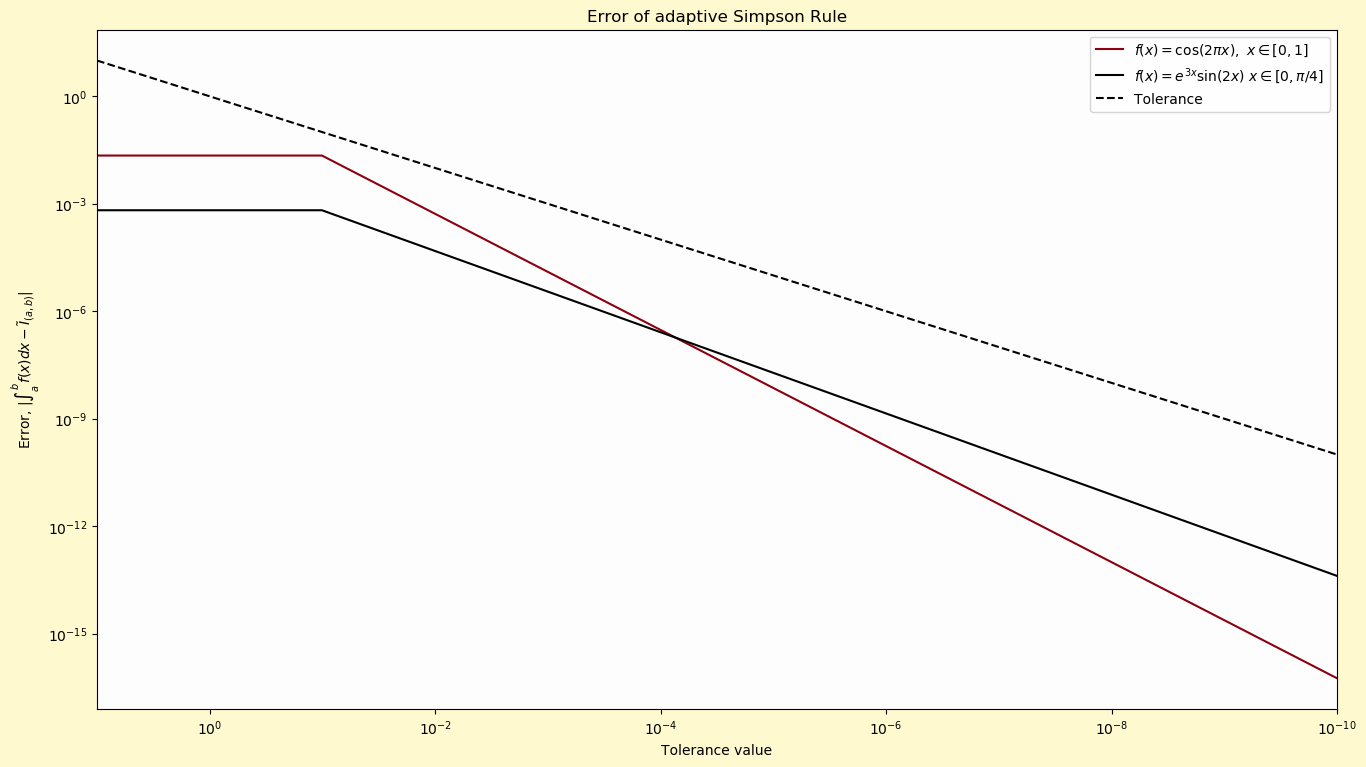 Error of adaptive Simpson Rule
f(x) = cos(2πx), x ∈ [0, 1]
f(x) = e^{3x}sin(2x) x ∈ [0, π/4]
Tolerance
Error, |∫_a^b f(x)dx − Ĩ_{(a,b)}|
10^0
10^{-3}
10^{-6}
10^{-9}
10^{-12}
10^{-15}
10^0 10^{-2} 10^{-4} 10^{-6} 10^{-8} 10^{-10}
Tolerance value